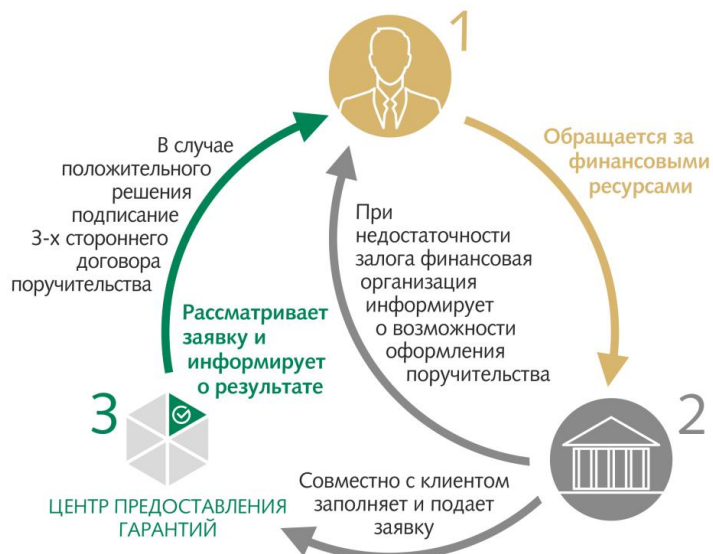 1
Обращается за
финансовыми
ресурсами
В случае
положительного
решения
подписание
3-х стороннего
договора
поручительства
При
недостаточности
залога финансовая
организация
информирует
о возможности
оформления
поручительства
Рассматривает
заявку и
информирует
о результате
2
3
Совместно с клиентом
заполняет и подает
заявку
ЦЕНТР ПРЕДОСТАВЛЕНИЯ
ГАРАНТИЙ